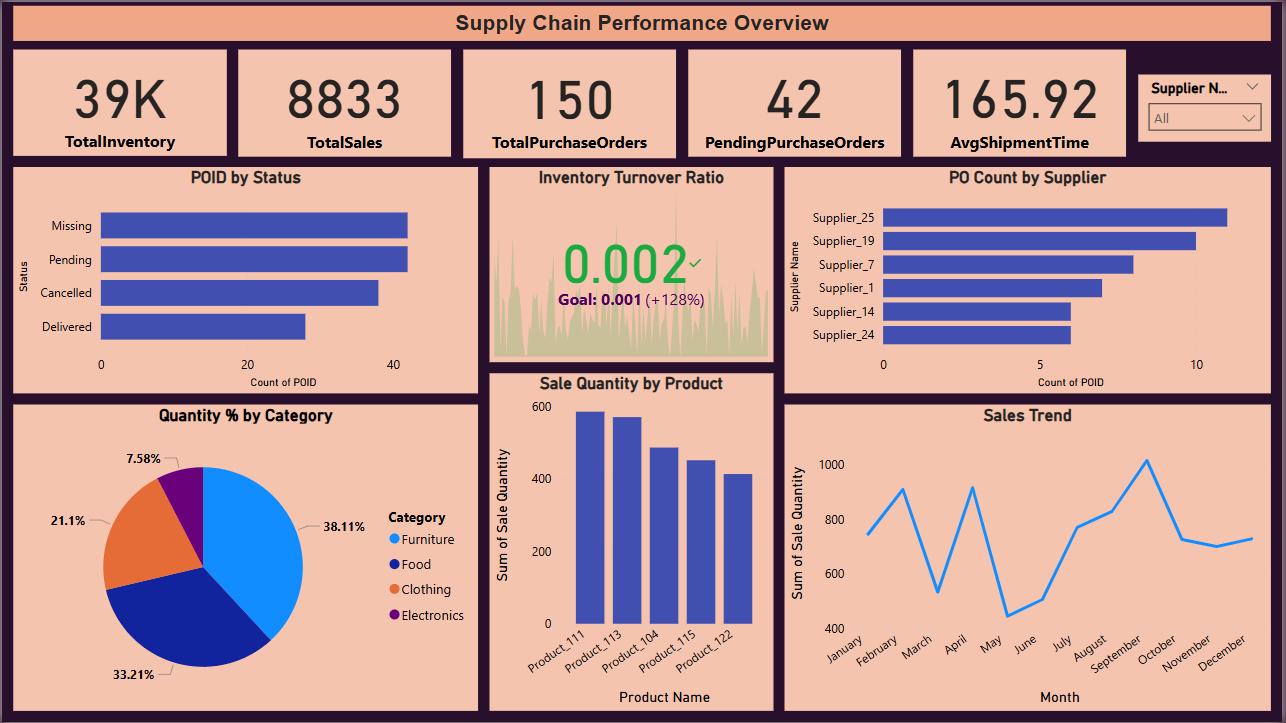 Supply Chain Performance Overview
39K
TotalInventory
8833
TotalSales
150
TotalPurchaseOrders
42
PendingPurchaseOrders
165.92
AvgShipmentTime
Supplier N...
All
POID by Status
Status
Missing
Pending
Cancelled
Delivered
0 20 40
Count of POID
Inventory Turnover Ratio
0.002
Goal: 0.001 (+128%)
PO Count by Supplier
Supplier Name
Supplier_25
Supplier_19
Supplier_7
Supplier_1
Supplier_14
Supplier_24
0 5 10
Count of POID
Quantity % by Category
7.58%
21.1%
38.11%
33.21%
Category
Furniture
Food
Clothing
Electronics
Sale Quantity by Product
Sum of Sale Quantity
600
400
200
0
Product_111 Product_113 Product_104 Product_115 Product_122
Product Name
Sales Trend
Sum of Sale Quantity
1000
800
600
400
January February March April May June July August September October November December
Month